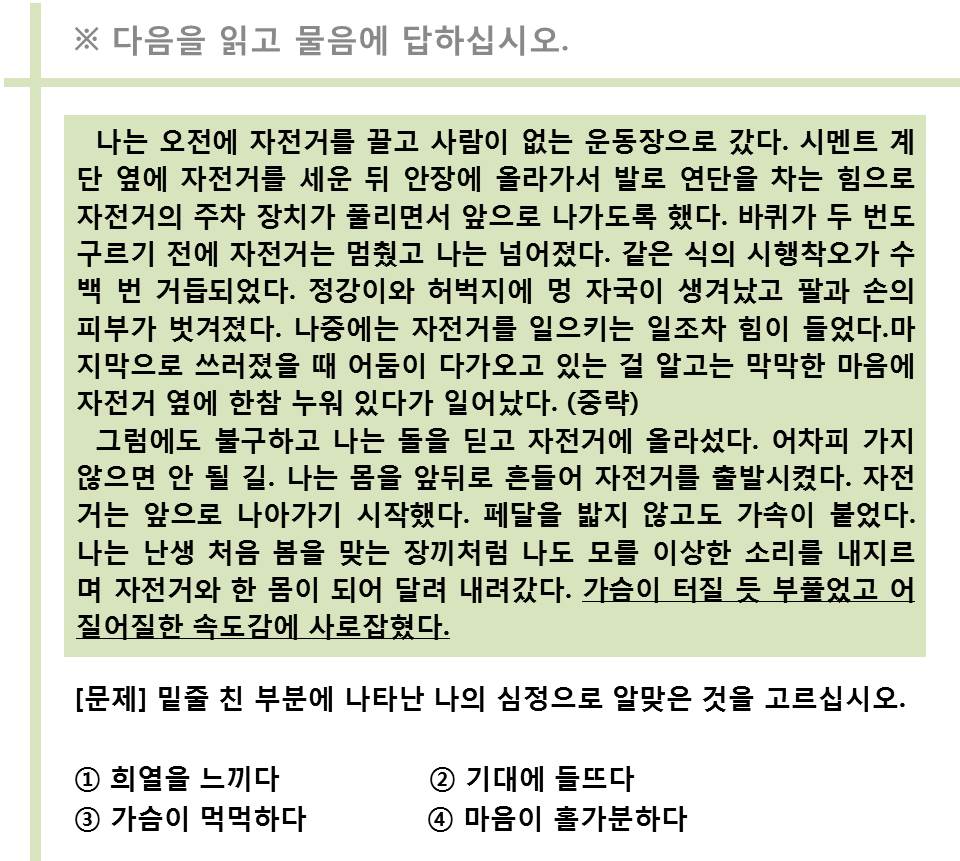 ※ 다음을 읽고 물음에 답하십시오.
나는 오전에 자전거를 끌고 사람이 없는 운동장으로 갔다. 시멘트 계
단 옆에 자전거를 세운 뒤 안장에 올라가서 발로 연단을 차는 힘으로
자전거의 주차 장치가 풀리면서 앞으로 나가도록 했다. 바퀴가 두 번도
구르기 전에 자전거는 멈췄고 나는 넘어졌다. 같은 식의 시행착오가 수
백 번 거듭되었다. 정강이와 허벅지에 멍 자국이 생겨났고 팔과 손의
피부가 벗겨졌다. 나중에는 자전거를 일으키는 일조차 힘이 들었다.마
지막으로 쓰러졌을 때 어둠이 다가오고 있는 걸 알고는 막막한 마음에
자전거 옆에 한참 누워 있다가 일어났다. (중략)
그럼에도 불구하고 나는 돌을 딛고 자전거에 올라섰다. 어차피 가지
않으면 안 될 길. 나는 몸을 앞뒤로 흔들어 자전거를 출발시켰다. 자전
거는 앞으로 나아가기 시작했다. 페달을 밟지 않고도 가속이 붙었다.
나는 난생 처음 봄을 맞는 장끼처럼 나도 모를 이상한 소리를 내지르
며 자전거와 한 몸이 되어 달려 내려갔다. 가슴이 터질 듯 부풀었고 어
질어질한 속도감에 사로잡혔다.
[문제] 밑줄 친 부분에 나타난 나의 심정으로 알맞은 것을 고르십시오.
① 희열을 느끼다 ② 기대에 들뜨다
③ 가슴이 먹먹하다 ④ 마음이 홀가분하다